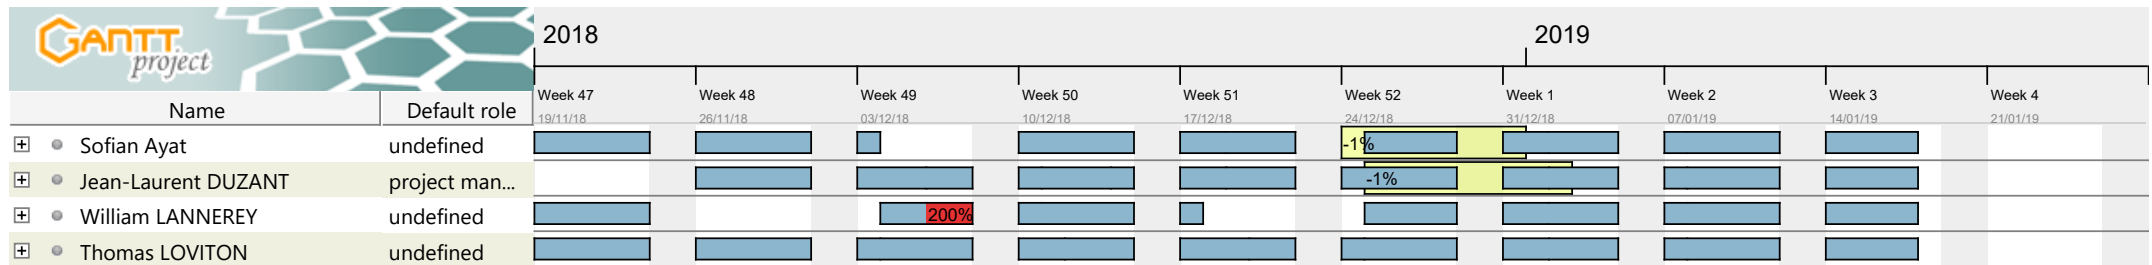 GANTT
project
2018 2019
Name Default role
Week 47 Week 48 Week 49 Week 50 Week 51 Week 52 Week 1 Week 2 Week 3 Week 4
19/11/18 26/11/18 03/12/18 10/12/18 17/12/18 24/12/18 31/12/18 07/01/19 14/01/19 21/01/19
Sofian Ayat undefined -1%
Jean-Laurent DUZANT project man... -1%
William LANNEREY undefined 200%
Thomas LOVITON undefined